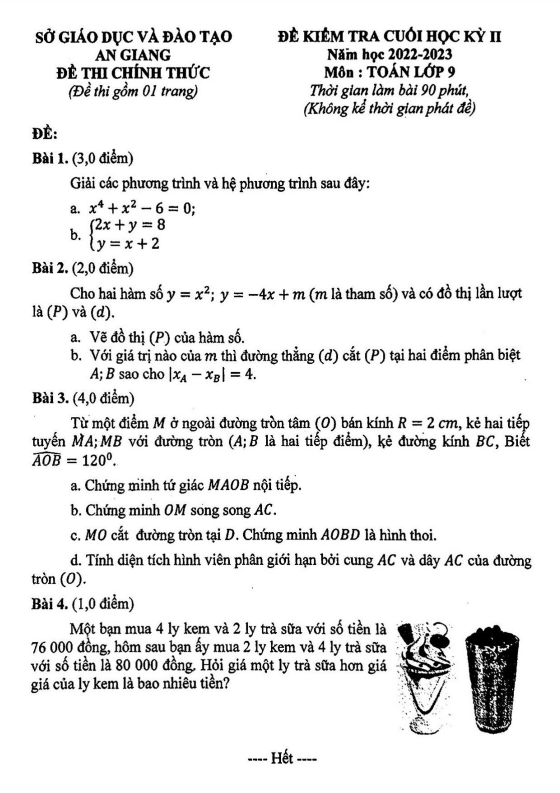 SỞ GIÁO DỤC VÀ ĐÀO TẠO
AN GIANG
ĐỀ THI CHÍNH THỨC
(Đề thi gồm 01 trang)
ĐỀ KIỂM TRA CUỐI HỌC KỲ II
Năm học 2022-2023
Môn : TOÁN LỚP 9
Thời gian làm bài 90 phút,
(Không kể thời gian phát đề)
ĐỀ:
Bài 1. (3,0 điểm)
Giải các phương trình và hệ phương trình sau đây:
a. x⁴ + x² − 6 = 0;
b. {2x + y = 8
{y = x + 2
Bài 2. (2,0 điểm)
Cho hai hàm số y = x²; y = −4x + m (m là tham số) và có đồ thị lần lượt
là (P) và (d).
a. Vẽ đồ thị (P) của hàm số.
b. Với giá trị nào của m thì đường thẳng (d) cắt (P) tại hai điểm phân biệt
A; B sao cho |x_A − x_B| = 4.
Bài 3. (4,0 điểm)
Từ một điểm M ở ngoài đường tròn tâm (O) bán kính R = 2 cm, kẻ hai tiếp
tuyến MA; MB với đường tròn (A; B là hai tiếp điểm), kẻ đường kính BC, Biết
\widehat{AOB} = 120⁰.
a. Chứng minh tứ giác MAOB nội tiếp.
b. Chứng minh OM song song AC.
c. MO cắt đường tròn tại D. Chứng minh AOBD là hình thoi.
d. Tính diện tích hình viên phân giới hạn bởi cung AC và dây AC của đường
tròn (O).
Bài 4. (1,0 điểm)
Một bạn mua 4 ly kem và 2 ly trà sữa với số tiền là
76 000 đồng, hôm sau bạn ấy mua 2 ly kem và 4 ly trà sữa
với số tiền là 80 000 đồng. Hỏi giá một ly trà sữa hơn giá
giá của ly kem là bao nhiêu tiền?
---- Hết ----